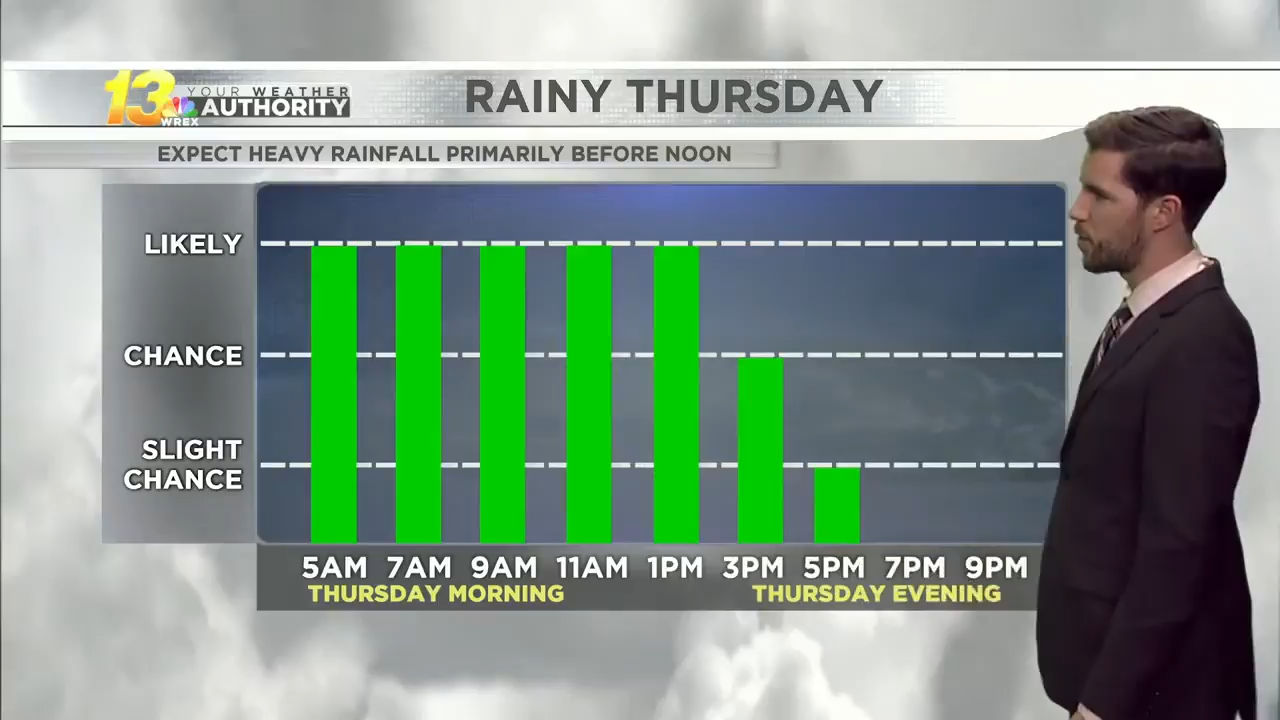 13
WREX
YOUR WEATHER
AUTHORITY
RAINY THURSDAY
EXPECT HEAVY RAINFALL PRIMARILY BEFORE NOON
LIKELY
CHANCE
SLIGHT
CHANCE
5AM 7AM 9AM 11AM 1PM 3PM 5PM 7PM 9PM
THURSDAY MORNING THURSDAY EVENING